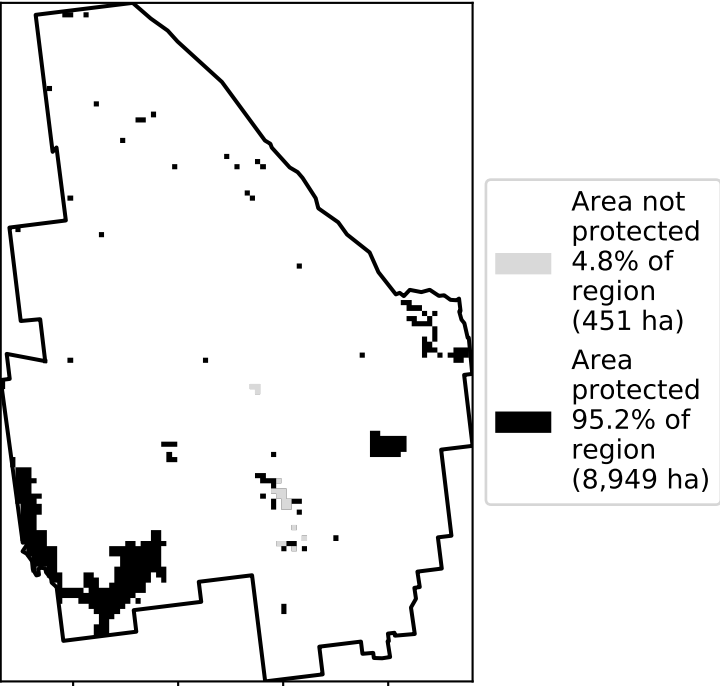 Area not
protected
4.8% of
region
(451 ha)
Area
protected
95.2% of
region
(8,949 ha)